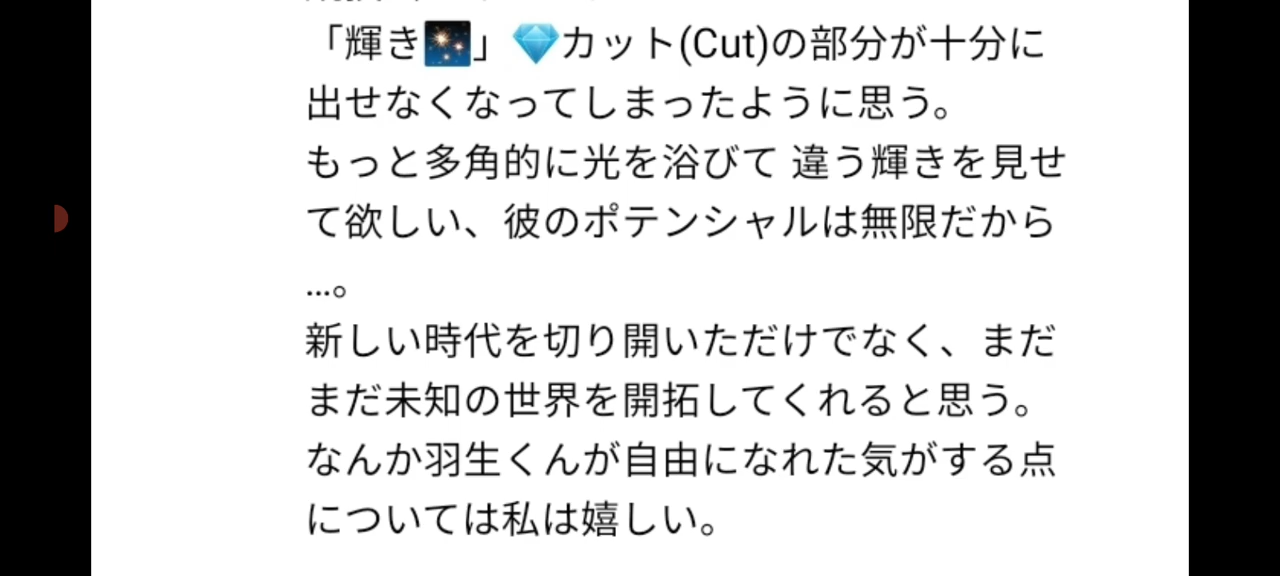 「輝き🎇」💎カット(Cut)の部分が十分に
出せなくなってしまったように思う。
もっと多角的に光を浴びて 違う輝きを見せ
て欲しい、彼のポテンシャルは無限だから
…。
新しい時代を切り開いただけでなく、まだ
まだ未知の世界を開拓してくれると思う。
なんか羽生くんが自由になれた気がする点
については私は嬉しい。